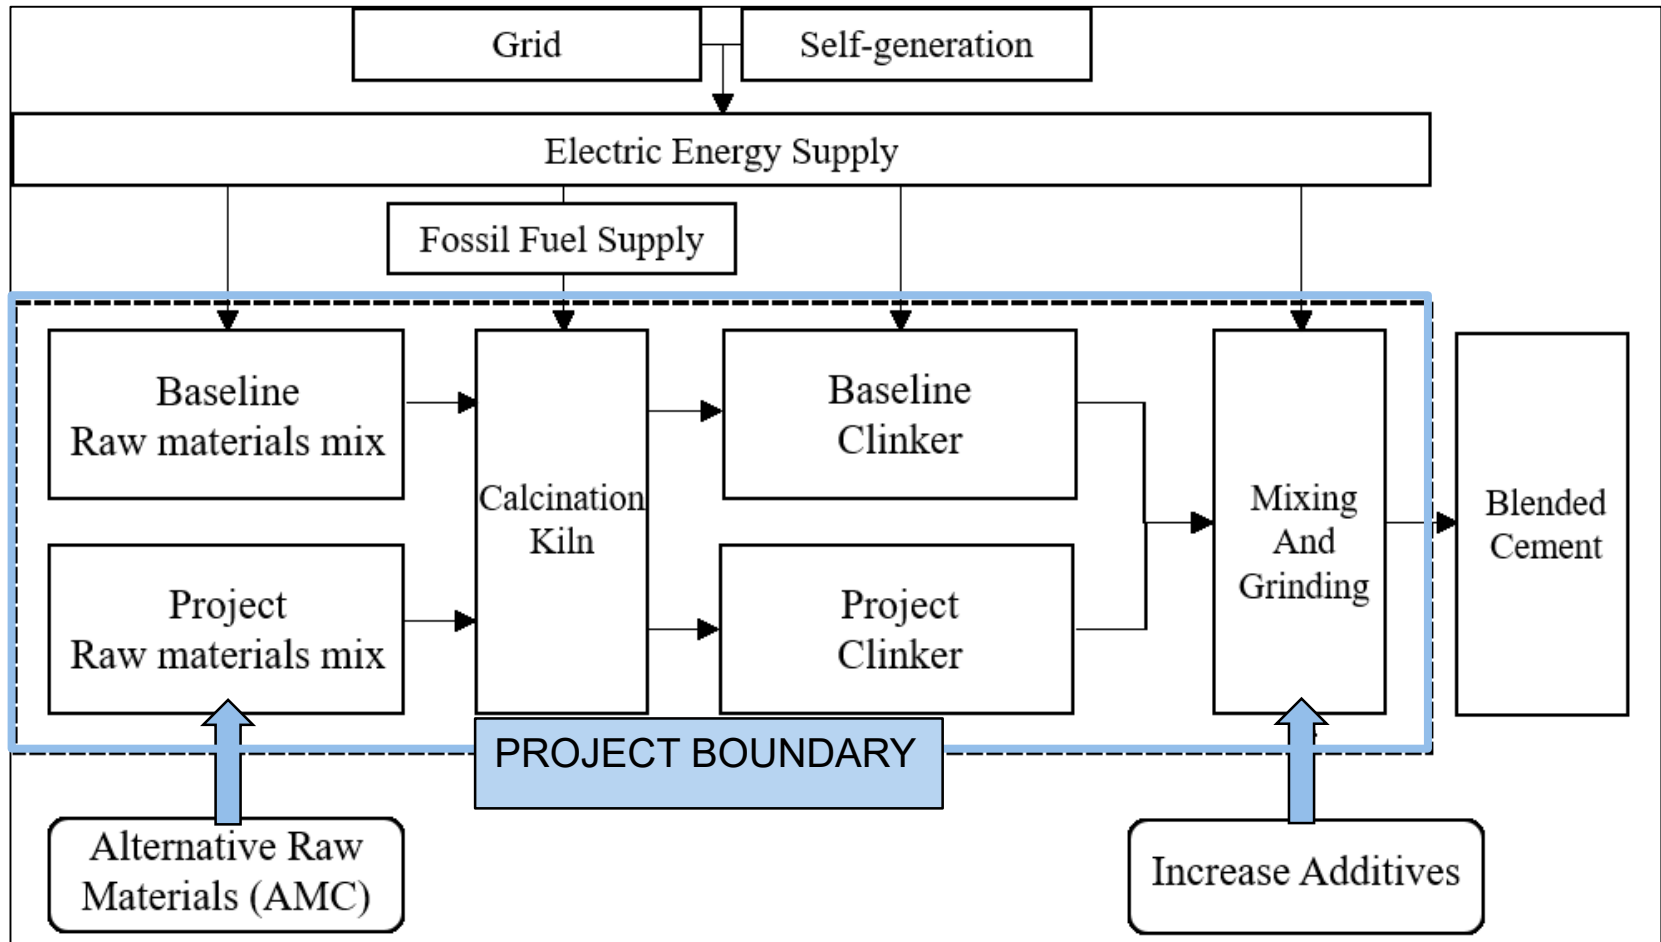 Grid
Self-generation
Electric Energy Supply
Fossil Fuel Supply
Baseline
Raw materials mix
Calcination
Kiln
Baseline
Clinker
Mixing
And
Grinding
Blended
Cement
Project
Raw materials mix
Project
Clinker
PROJECT BOUNDARY
Alternative Raw
Materials (AMC)
Increase Additives